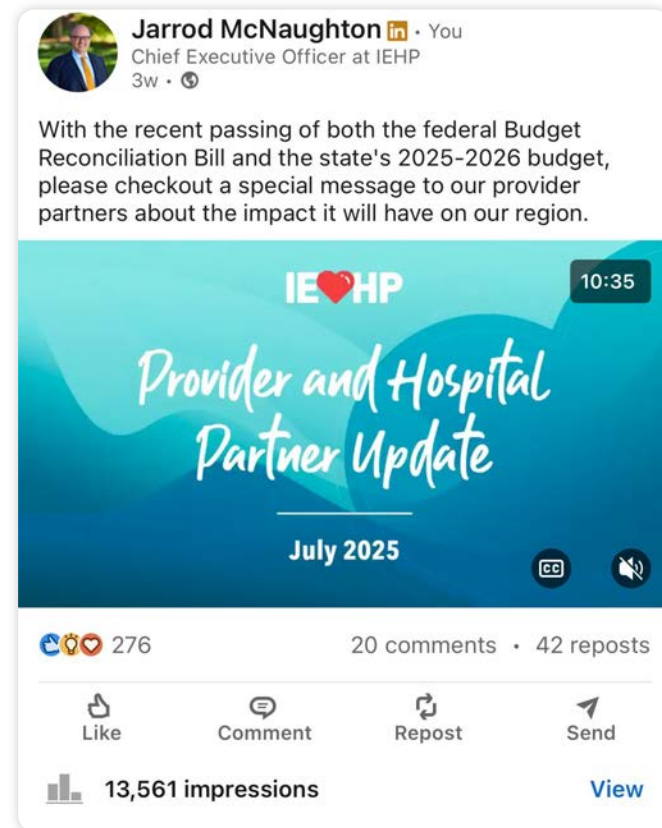 Jarrod McNaughton in · You
Chief Executive Officer at IEHP
3w ·
With the recent passing of both the federal Budget
Reconciliation Bill and the state's 2025-2026 budget,
please checkout a special message to our provider
partners about the impact it will have on our region.
IEHP
10:35
Provider and Hospital
Partner Update
July 2025
CC
276
20 comments · 42 reposts
Like
Comment
Repost
Send
13,561 impressions
View